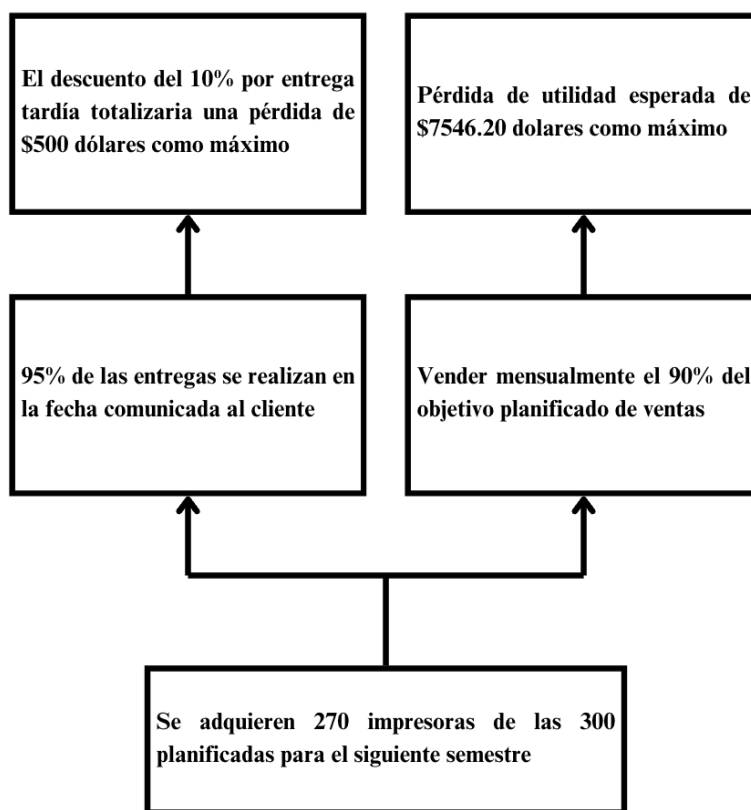 El descuento del 10% por entrega
tardía totalizaria una pérdida de
$500 dólares como máximo
Pérdida de utilidad esperada de
$7546.20 dolares como máximo
95% de las entregas se realizan en
la fecha comunicada al cliente
Vender mensualmente el 90% del
objetivo planificado de ventas
Se adquieren 270 impresoras de las 300
planificadas para el siguiente semestre